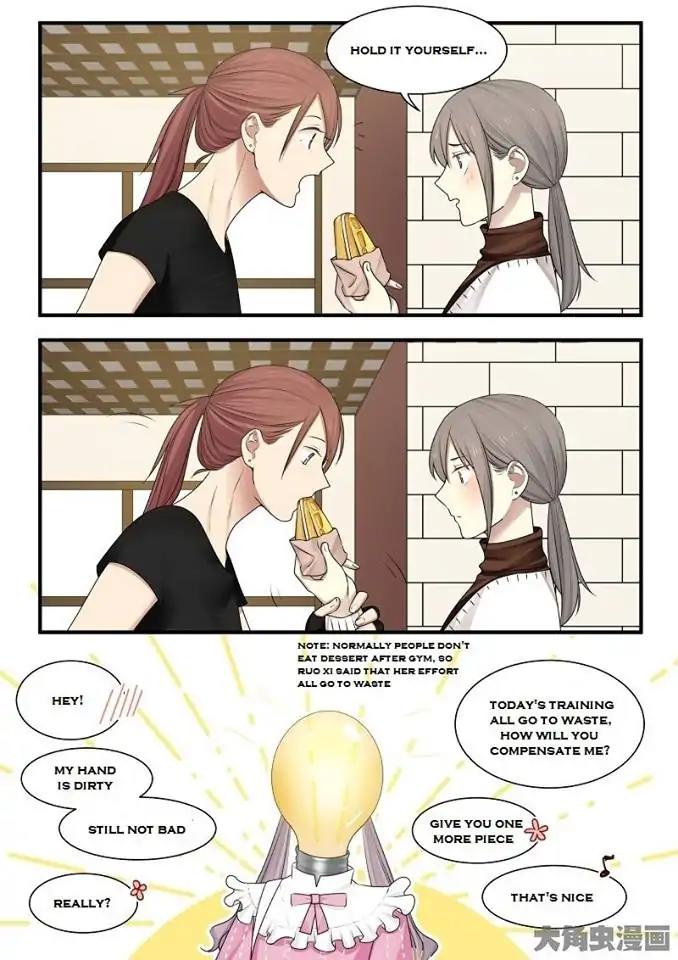 HOLD IT YOURSELF...
NOTE: NORMALLY PEOPLE DON'T
EAT DESSERT AFTER GYM, SO
RUO XI SAID THAT HER EFFORT
ALL GO TO WASTE
HEY!
TODAY'S TRAINING
ALL GO TO WASTE,
HOW WILL YOU
COMPENSATE ME?
MY HAND
IS DIRTY
STILL NOT BAD
GIVE YOU ONE
MORE PIECE
REALLY?
THAT'S NICE
大角虫漫画